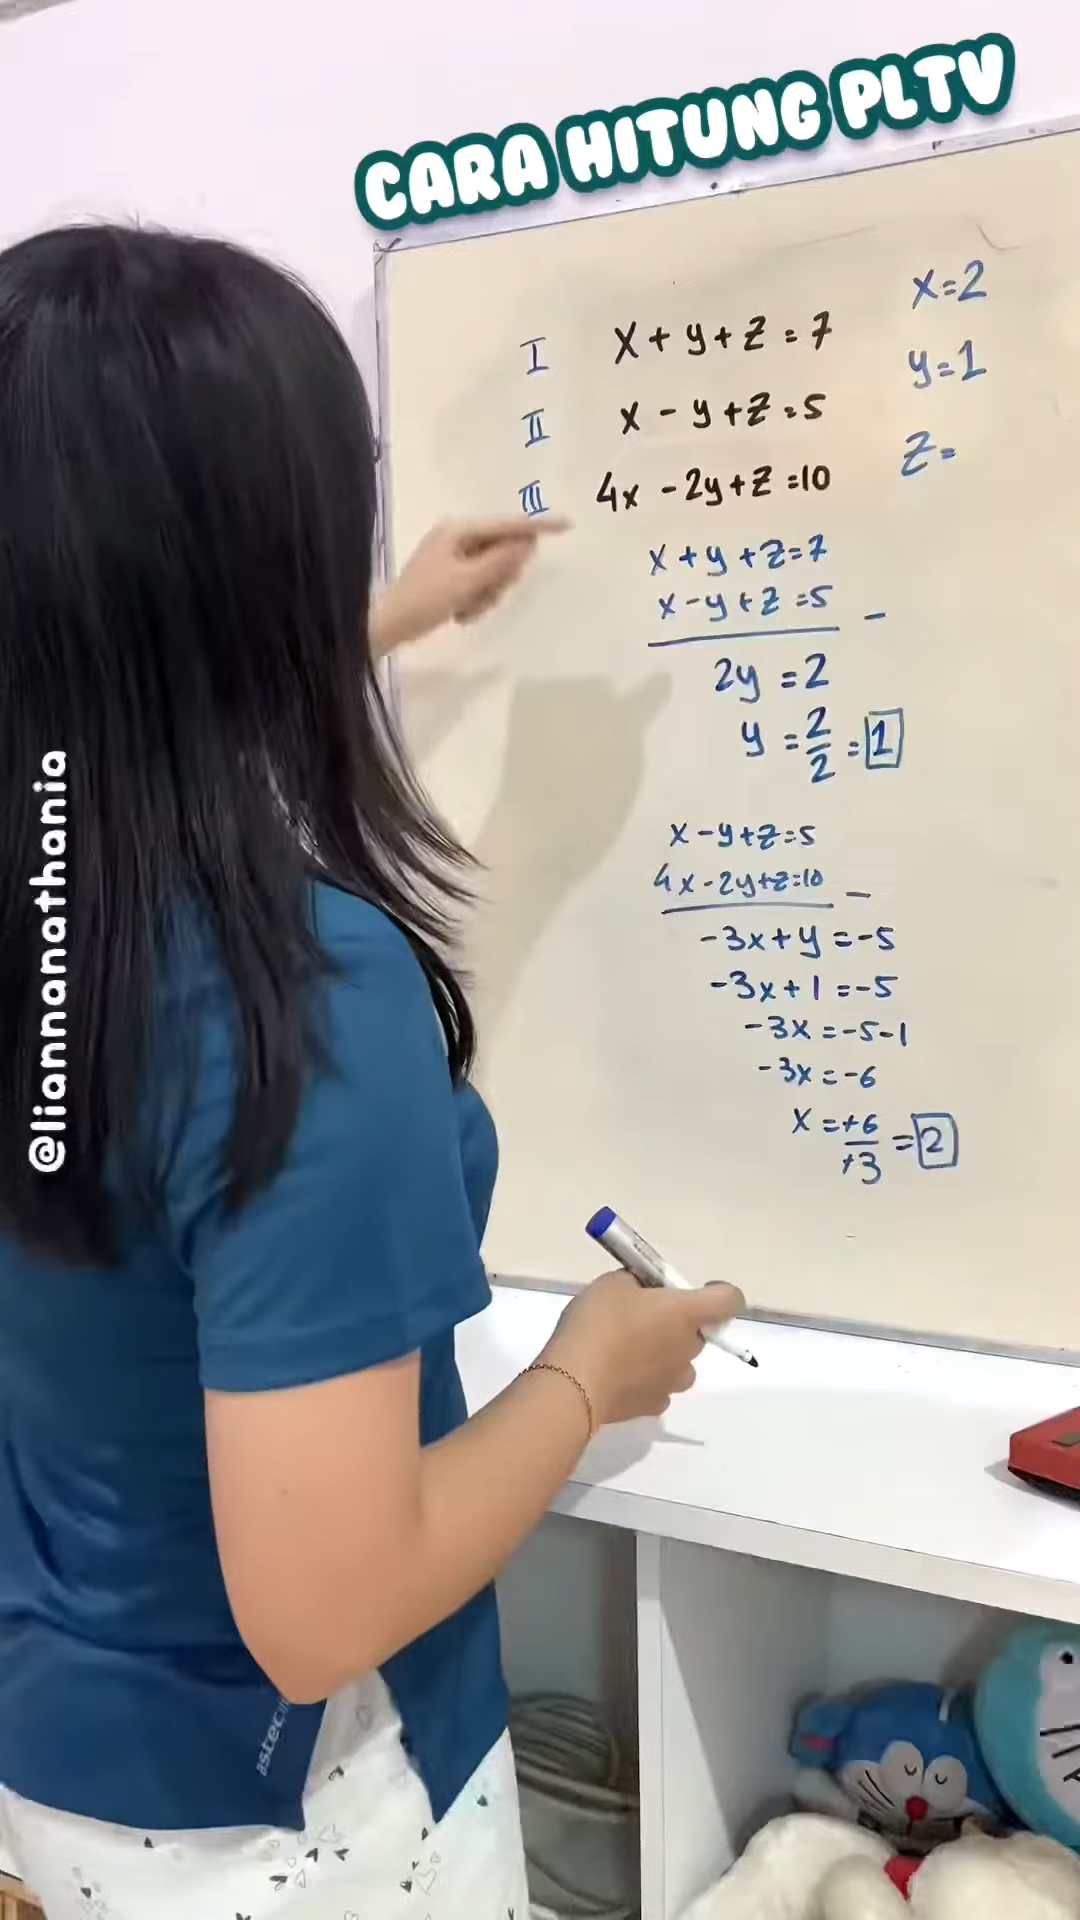 CARA HITUNG PLTV
I x + y + z = 7
II x - y + z = 5
III 4x - 2y + z = 10
x = 2
y = 1
z =
x + y + z = 7
x - y + z = 5 -
2y = 2
y = 2/2 = 1
x - y + z = 5
4x - 2y + z = 10 -
-3x + y = -5
-3x + 1 = -5
-3x = -5 - 1
-3x = -6
x = +6/+3 = 2
@liannanathania